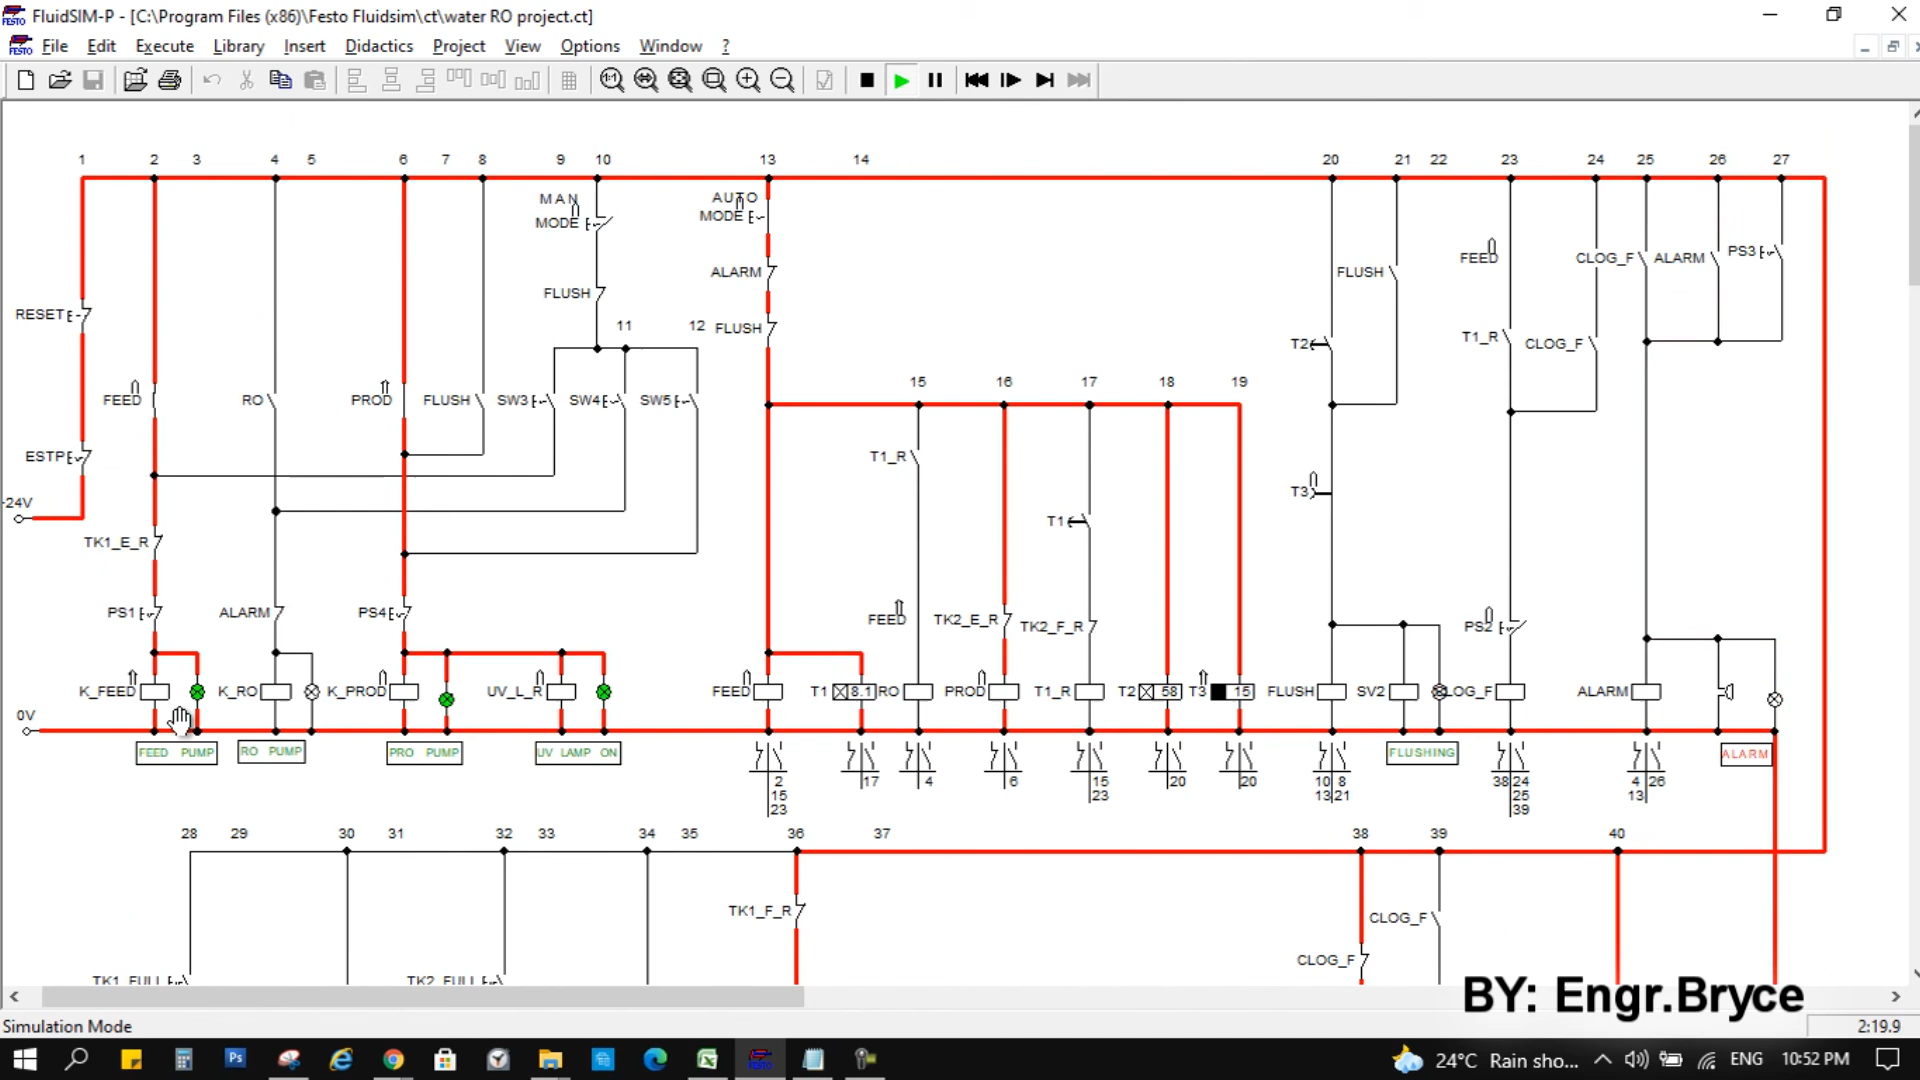 FluidSIM-P - [C:\Program Files (x86)\Festo Fluidsim\ct\water RO project.ct]
File Edit Execute Library Insert Didactics Project View Options Window ?
1 2 3 4 5 6 7 8 9 10 13 14 20 21 22 23 24 25 26 27
MAN MODE
AUTO MODE
FEED
CLOG_F
ALARM
PS3
FLUSH
ALARM
RESET
FLUSH
11 12
FLUSH
T2
T1_R
CLOG_F
15 16 17 18 19
FEED
RO
PROD
FLUSH
SW3
SW4
SW5
ESTP
T1_R
-24V
T3
T1
TK1_E_R
PS1
ALARM
PS4
FEED
TK2_E_R
TK2_F_R
PS2
K_FEED
K_RO
K_PROD
UV_L_R
FEED
T1 8.1
RO
PROD
T1_R
T2 58
T3 15
FLUSH
SV2
LOG_F
ALARM
0V
FEED PUMP
RO PUMP
PRO PUMP
UV LAMP ON
FLUSHING
ALARM
2 17 4 6 15 20 20 10 8 38 24 4 26
15 23 13 21 25 13
23 39
28 29 30 31 32 33 34 35 36 37 38 39 40
TK1_F_R
CLOG_F
CLOG_F
TK1_FULL
TK2_FULL
BY: Engr.Bryce
Simulation Mode
2:19.9
24°C Rain sho...
ENG
10:52 PM